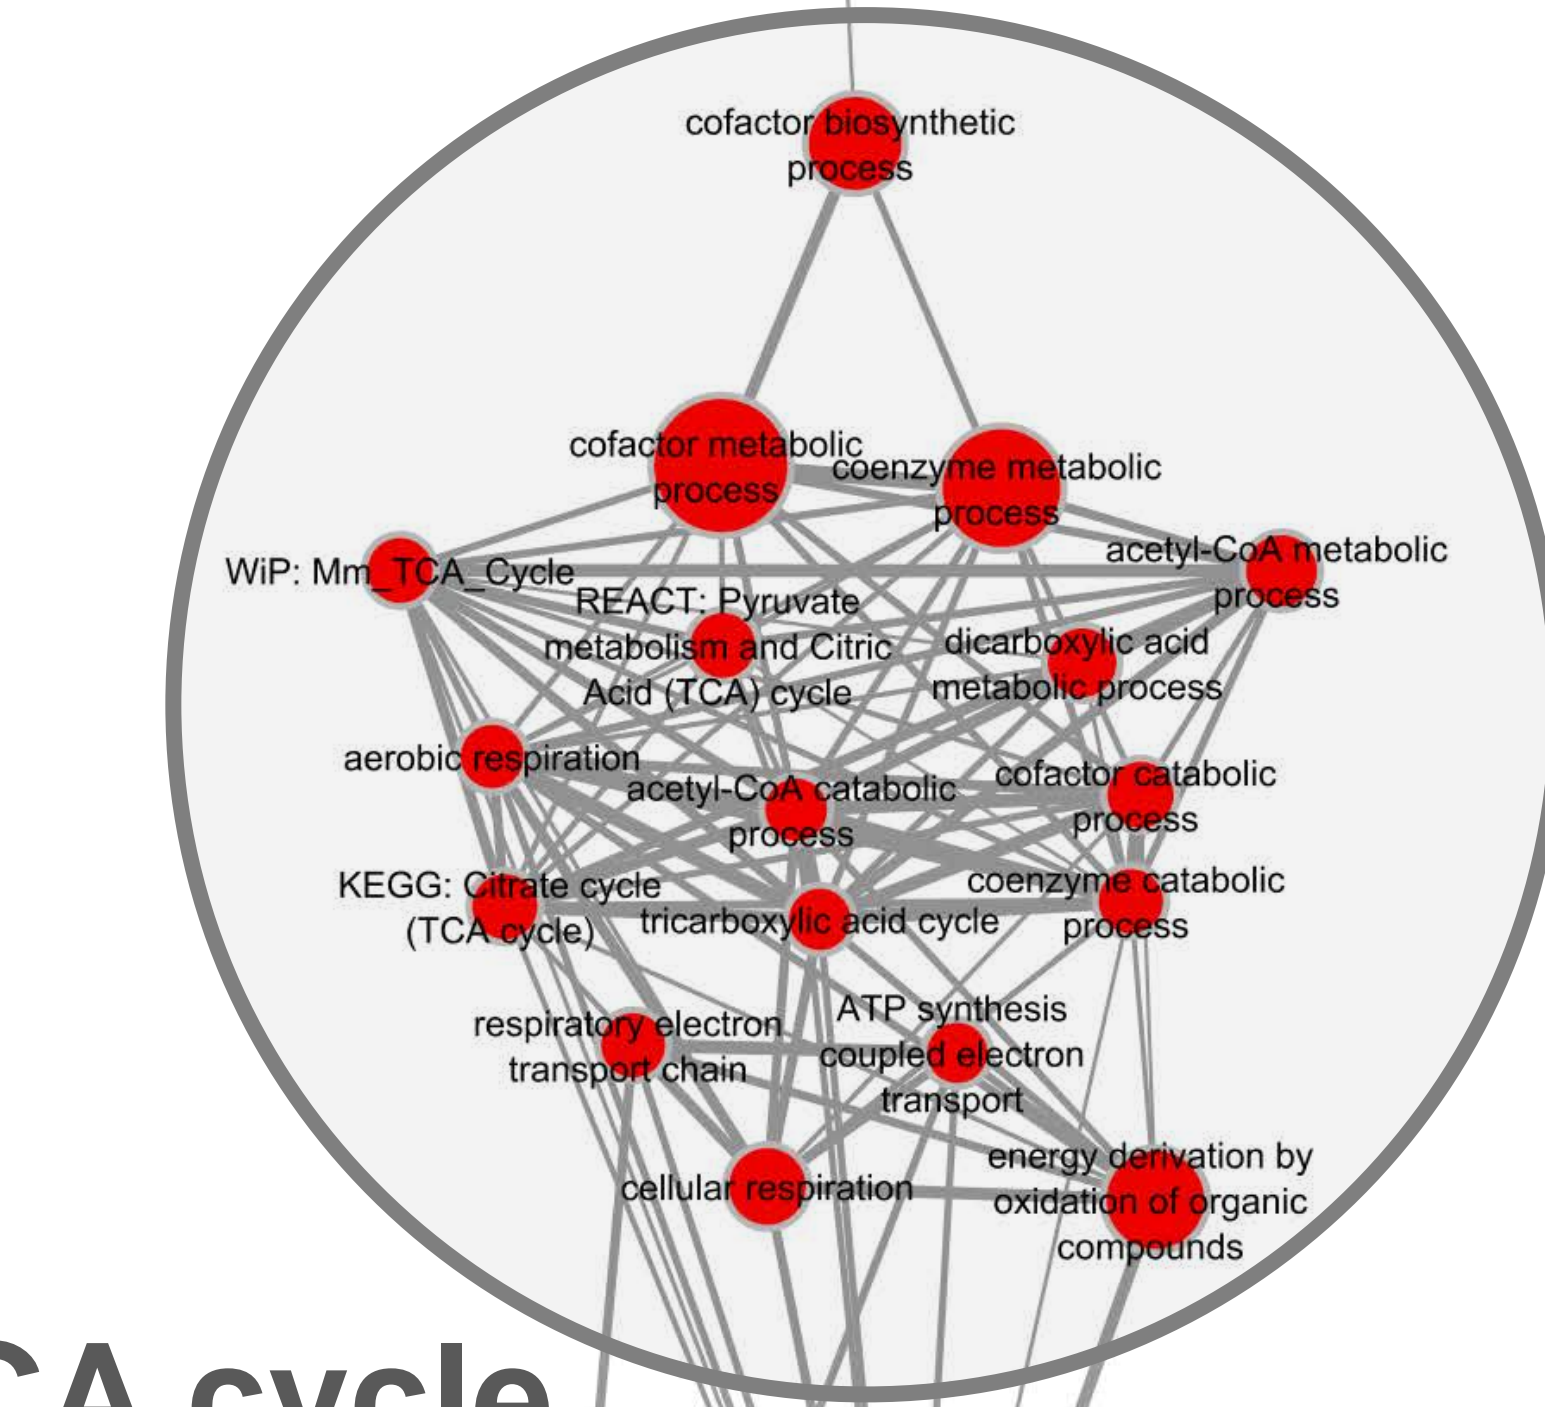 cofactor biosynthetic
process
cofactor metabolic
process
coenzyme metabolic
process
WiP: Mm_TCA_Cycle
acetyl-CoA metabolic
process
REACT: Pyruvate
metabolism and Citric
Acid (TCA) cycle
dicarboxylic acid
metabolic process
aerobic respiration
acetyl-CoA catabolic
process
cofactor catabolic
process
KEGG: Citrate cycle
(TCA cycle)
tricarboxylic acid cycle
coenzyme catabolic
process
respiratory electron
transport chain
ATP synthesis
coupled electron
transport
cellular respiration
energy derivation by
oxidation of organic
compounds
CA cycle